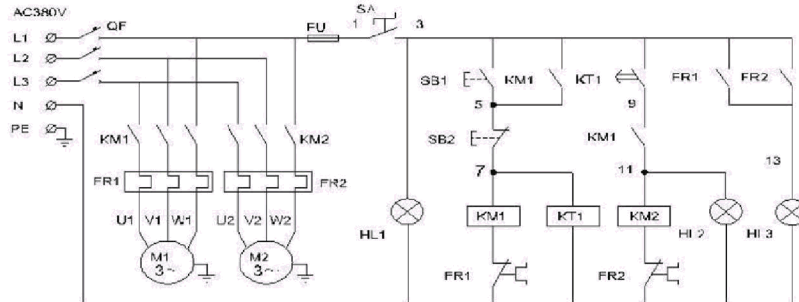 AC380V
SA
QF
FU
1
3
L1
L2
L3
N
PE
SB1
KM1
KT1
FR1
FR2
5
9
KM1
KM2
SB2
KM1
13
7
11
FR1
FR2
U1
V1
W1
U2
V2
W2
HL1
KM1
KT1
KM2
HL2
HL3
M1
3~
M2
3~
FR1
FR2